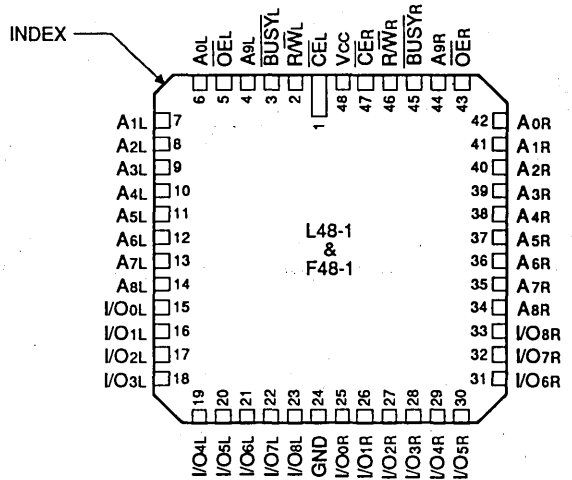 INDEX
A0L
OEL
A9L
BUSYL
R/WL
CEL
VCC
CER
R/WR
BUSYR
A9R
OER
6 5 4 3 2 1 48 47 46 45 44 43
A1L 7
A2L 8
A3L 9
A4L 10
A5L 11
A6L 12
A7L 13
A8L 14
I/O0L 15
I/O1L 16
I/O2L 17
I/O3L 18
L48-1
&
F48-1
42 A0R
41 A1R
40 A2R
39 A3R
38 A4R
37 A5R
36 A6R
35 A7R
34 A8R
33 I/O8R
32 I/O7R
31 I/O6R
19 20 21 22 23 24 25 26 27 28 29 30
I/O4L
I/O5L
I/O6L
I/O7L
I/O8L
GND
I/O0R
I/O1R
I/O2R
I/O3R
I/O4R
I/O5R